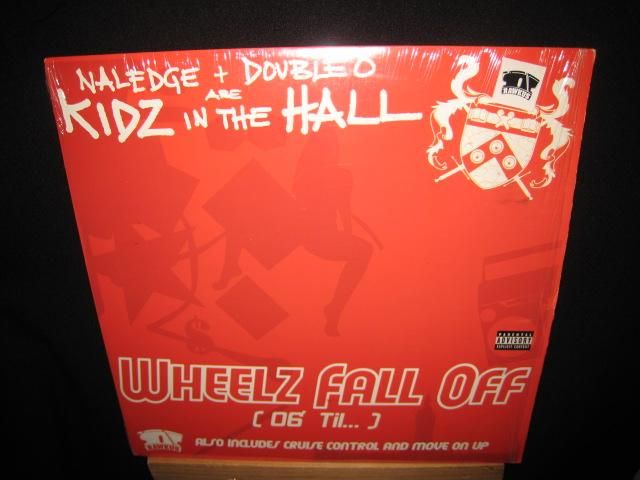 NALEDGE + DOUBLE O
ARE
KIDZ IN THE HALL
RAWKUS
PARENTAL
ADVISORY
EXPLICIT CONTENT
WHEELZ FALL OFF
( 06' Til... )
RAWKUS
ALSO INCLUDES CRUISE CONTROL AND MOVE ON UP